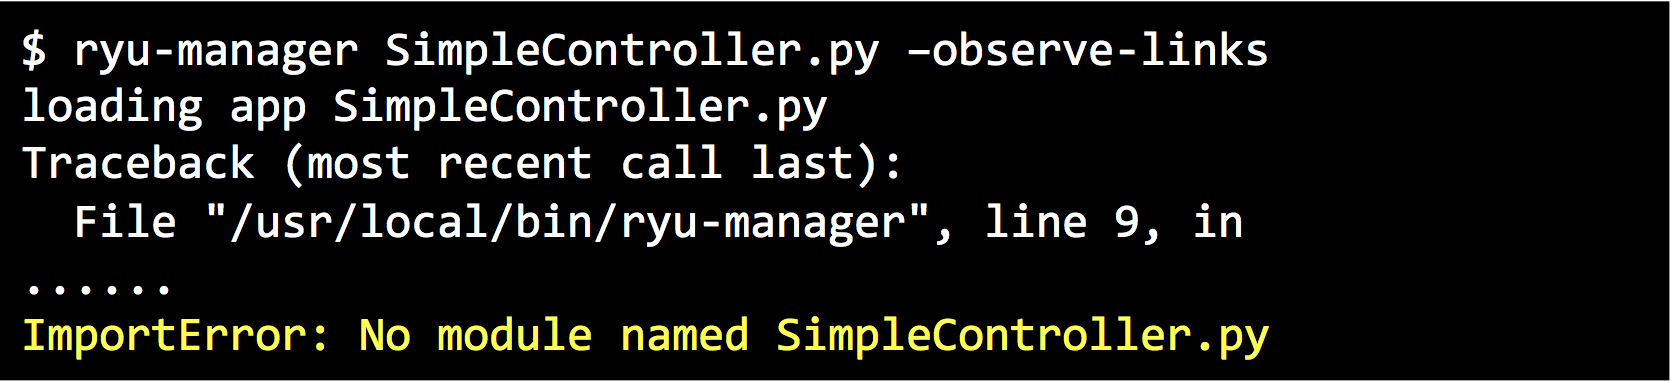 $ ryu-manager SimpleController.py –observe-links
loading app SimpleController.py
Traceback (most recent call last):
  File "/usr/local/bin/ryu-manager", line 9, in
......
ImportError: No module named SimpleController.py